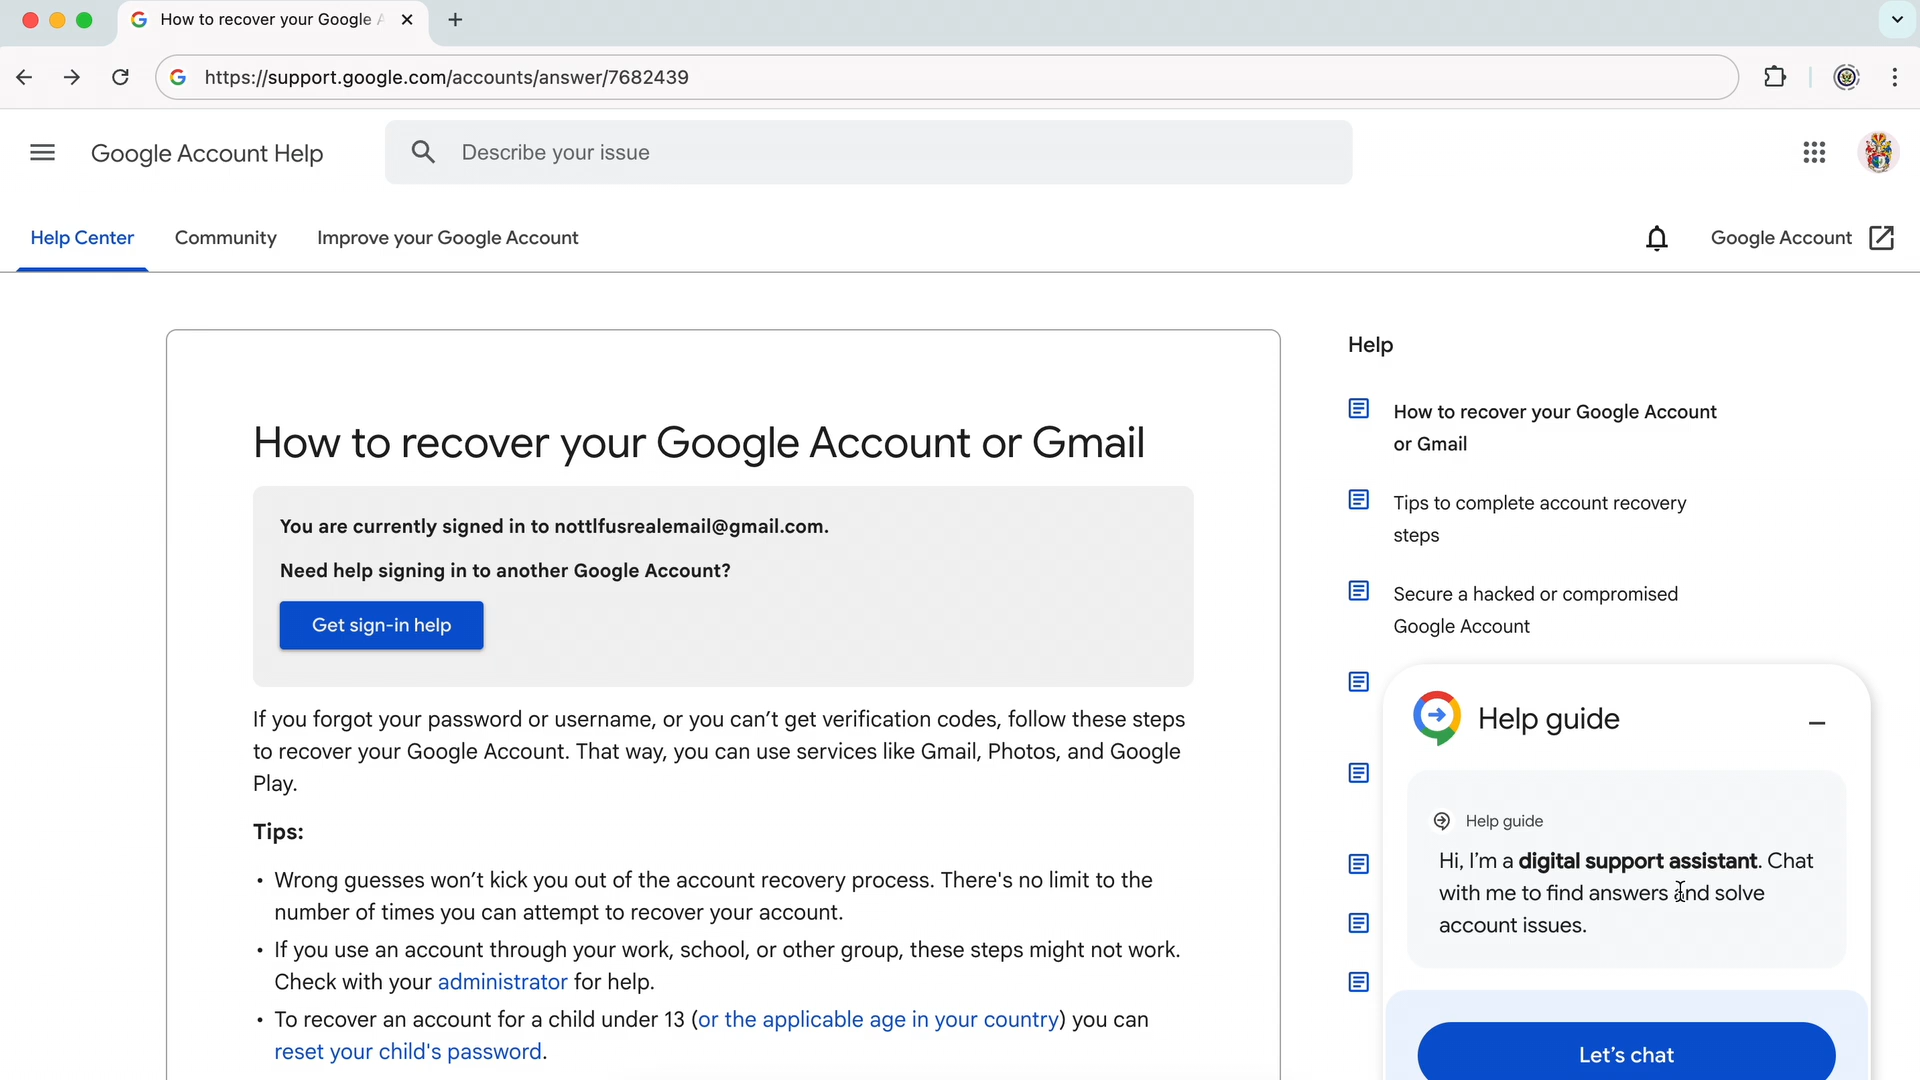 How to recover your Google A
https://support.google.com/accounts/answer/7682439
Google Account Help
Describe your issue
Help Center
Community
Improve your Google Account
Google Account
How to recover your Google Account or Gmail
You are currently signed in to nottlfusrealemail@gmail.com.
Need help signing in to another Google Account?
Get sign-in help
If you forgot your password or username, or you can’t get verification codes, follow these steps
to recover your Google Account. That way, you can use services like Gmail, Photos, and Google
Play.
Tips:
• Wrong guesses won’t kick you out of the account recovery process. There's no limit to the
number of times you can attempt to recover your account.
• If you use an account through your work, school, or other group, these steps might not work.
Check with your administrator for help.
• To recover an account for a child under 13 (or the applicable age in your country) you can
reset your child's password.
Help
How to recover your Google Account
or Gmail
Tips to complete account recovery
steps
Secure a hacked or compromised
Google Account
Help guide
Help guide
Hi, I’m a digital support assistant. Chat
with me to find answers and solve
account issues.
Let’s chat